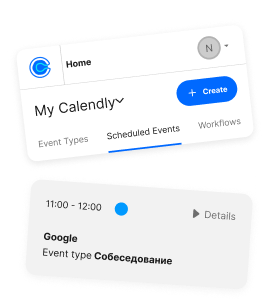 Home
N
My Calendly
+ Create
Event Types
Scheduled Events
Workflows
11:00 - 12:00
Details
Google
Event type Собеседование